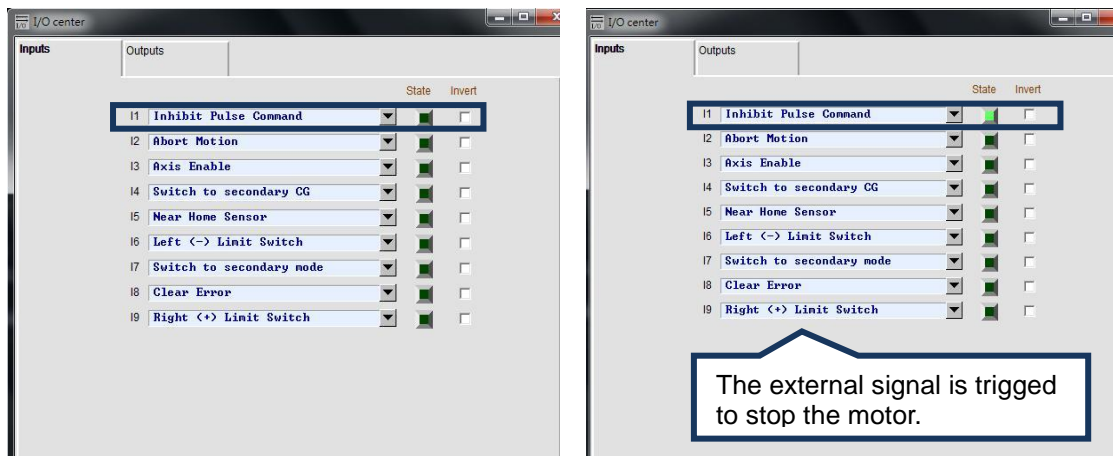 I/O center
Inputs
Outputs
State Invert
I1 Inhibit Pulse Command
I2 Abort Motion
I3 Axis Enable
I4 Switch to secondary CG
I5 Near Home Sensor
I6 Left (-) Limit Switch
I7 Switch to secondary mode
I8 Clear Error
I9 Right (+) Limit Switch
I/O center
Inputs
Outputs
State Invert
I1 Inhibit Pulse Command
I2 Abort Motion
I3 Axis Enable
I4 Switch to secondary CG
I5 Near Home Sensor
I6 Left (-) Limit Switch
I7 Switch to secondary mode
I8 Clear Error
I9 Right (+) Limit Switch
The external signal is trigged
to stop the motor.